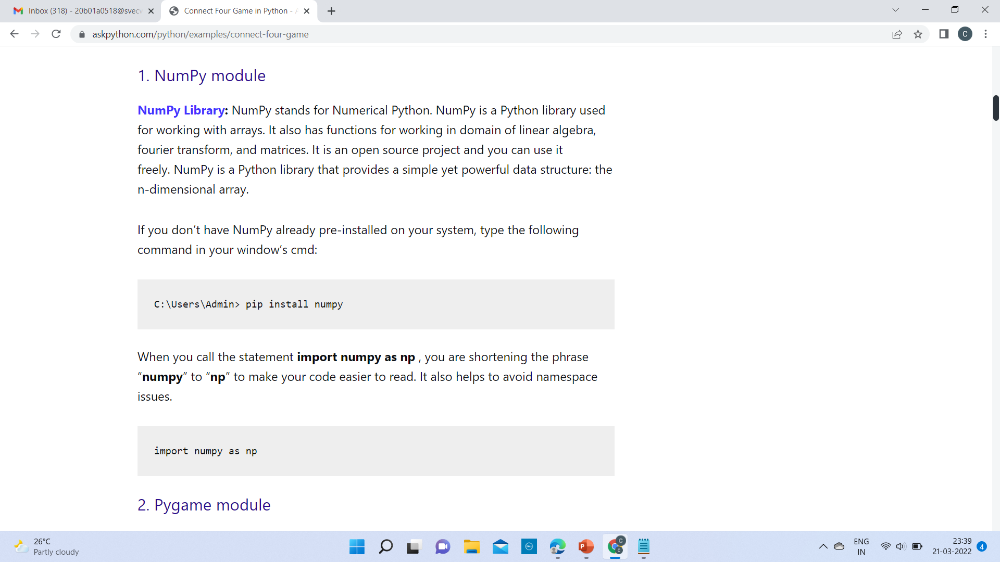 Inbox (318) - 20b01a0518@svecw
Connect Four Game in Python - A
askpython.com/python/examples/connect-four-game
C
1. NumPy module
NumPy Library: NumPy stands for Numerical Python. NumPy is a Python library used
for working with arrays. It also has functions for working in domain of linear algebra,
fourier transform, and matrices. It is an open source project and you can use it
freely. NumPy is a Python library that provides a simple yet powerful data structure: the
n-dimensional array.
If you don’t have NumPy already pre-installed on your system, type the following
command in your window’s cmd:
C:\Users\Admin> pip install numpy
When you call the statement import numpy as np , you are shortening the phrase
“numpy” to “np” to make your code easier to read. It also helps to avoid namespace
issues.
import numpy as np
2. Pygame module
26°C
Partly cloudy
DELL
P
C
C
ENG
IN
23:39
21-03-2022
4